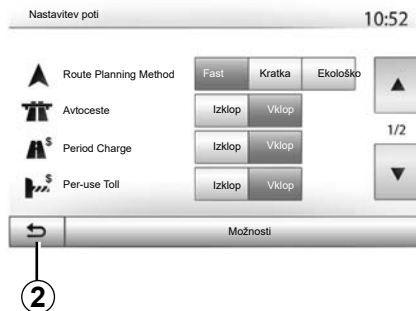 Nastavitev poti 10:52
Route Planning Method Fast Kratka Ekološko
Avtoceste Izklop Vklop
1/2
Period Charge Izklop Vklop
Per-use Toll Izklop Vklop
Možnosti
2